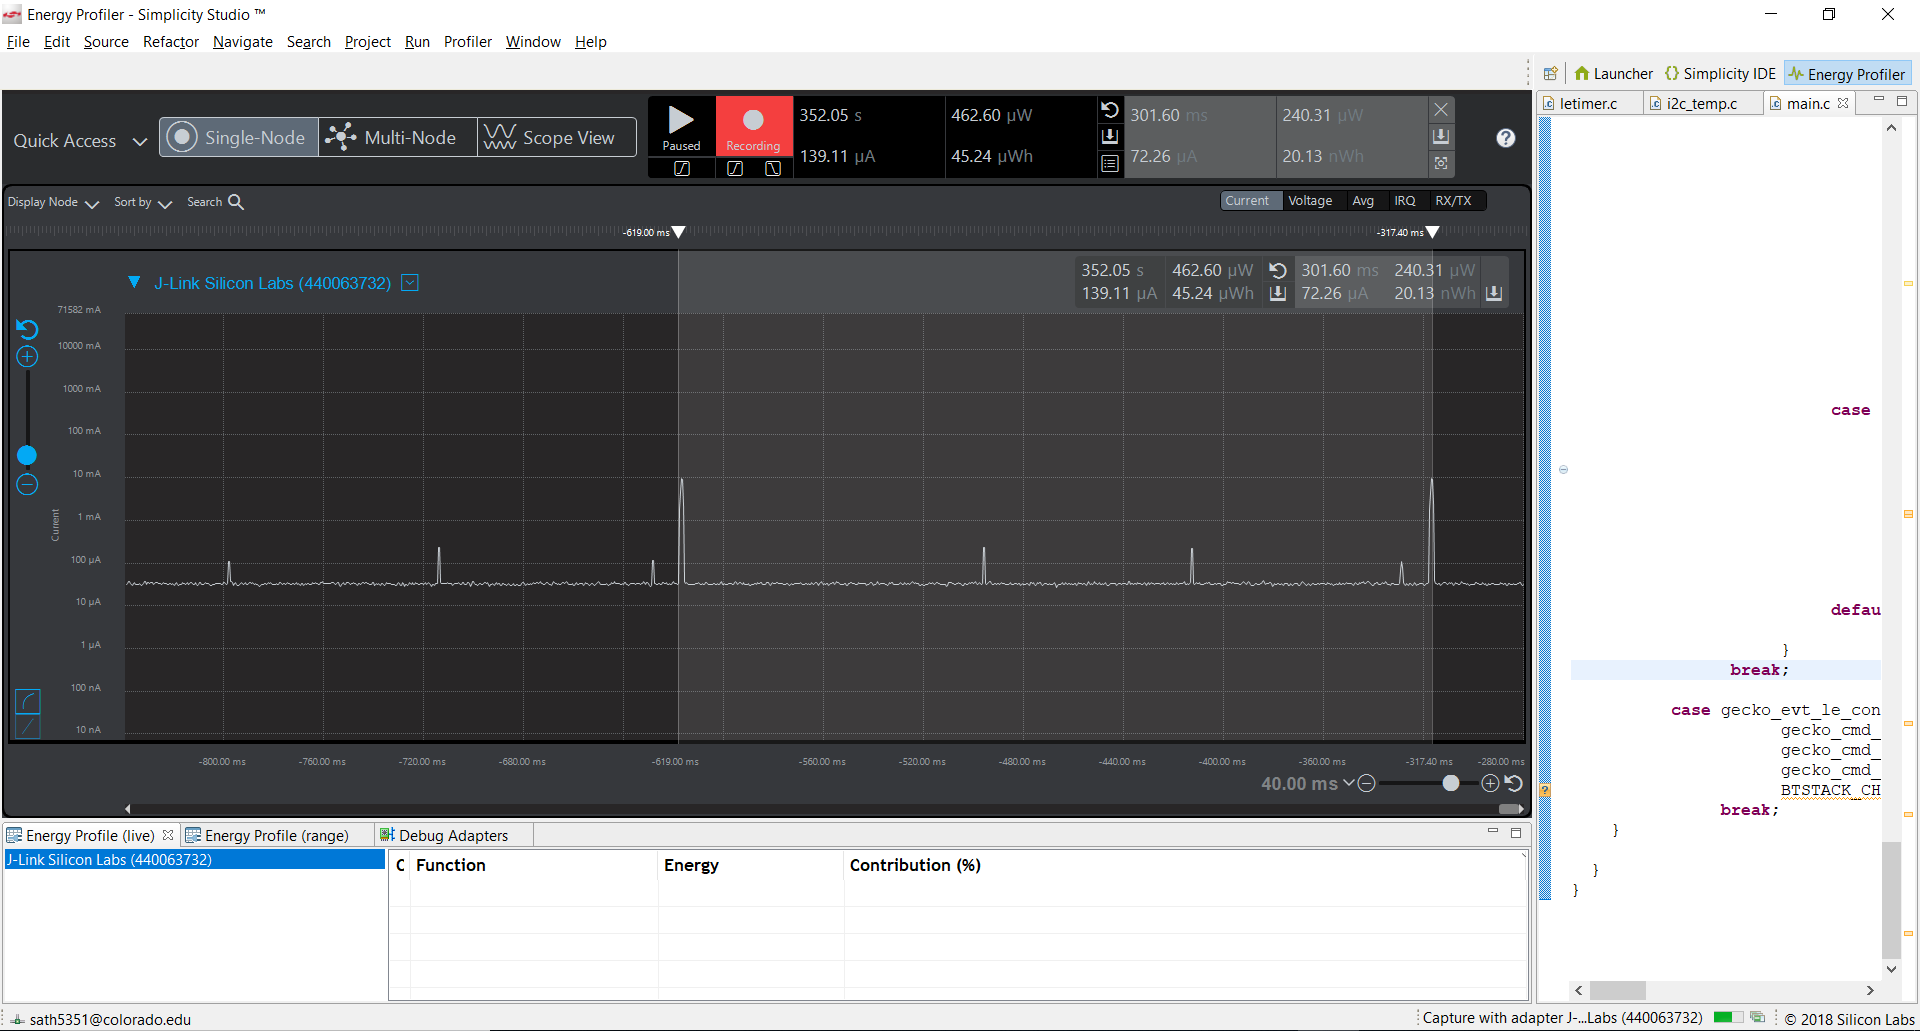 Energy Profiler - Simplicity Studio ™
File Edit Source Refactor Navigate Search Project Run Profiler Window Help
Launcher {} Simplicity IDE Energy Profiler
letimer.c i2c_temp.c main.c
Quick Access Single-Node Multi-Node Scope View
Paused Recording
352.05 s 462.60 µW 301.60 ms 240.31 µW
139.11 µA 45.24 µWh 72.26 µA 20.13 nWh
Display Node Sort by Search
Current Voltage Avg IRQ RX/TX
-619.00 ms -317.40 ms
J-Link Silicon Labs (440063732)
352.05 s 462.60 µW 301.60 ms 240.31 µW
139.11 µA 45.24 µWh 72.26 µA 20.13 nWh
71582 mA
10000 mA
1000 mA
100 mA
10 mA
1 mA
100 µA
10 µA
1 µA
100 nA
10 nA
Current
-800.00 ms -760.00 ms -720.00 ms -680.00 ms -619.00 ms -560.00 ms -520.00 ms -480.00 ms -440.00 ms -400.00 ms -360.00 ms -317.40 ms -280.00 ms
40.00 ms
case
defau
}
break;
case gecko_evt_le_con
gecko_cmd_
gecko_cmd_
gecko_cmd_
BTSTACK_CH
break;
}
}
}
Energy Profile (live) Energy Profile (range) Debug Adapters
J-Link Silicon Labs (440063732)
C Function Energy Contribution (%)
sath5351@colorado.edu
Capture with adapter J-...Labs (440063732)
© 2018 Silicon Labs